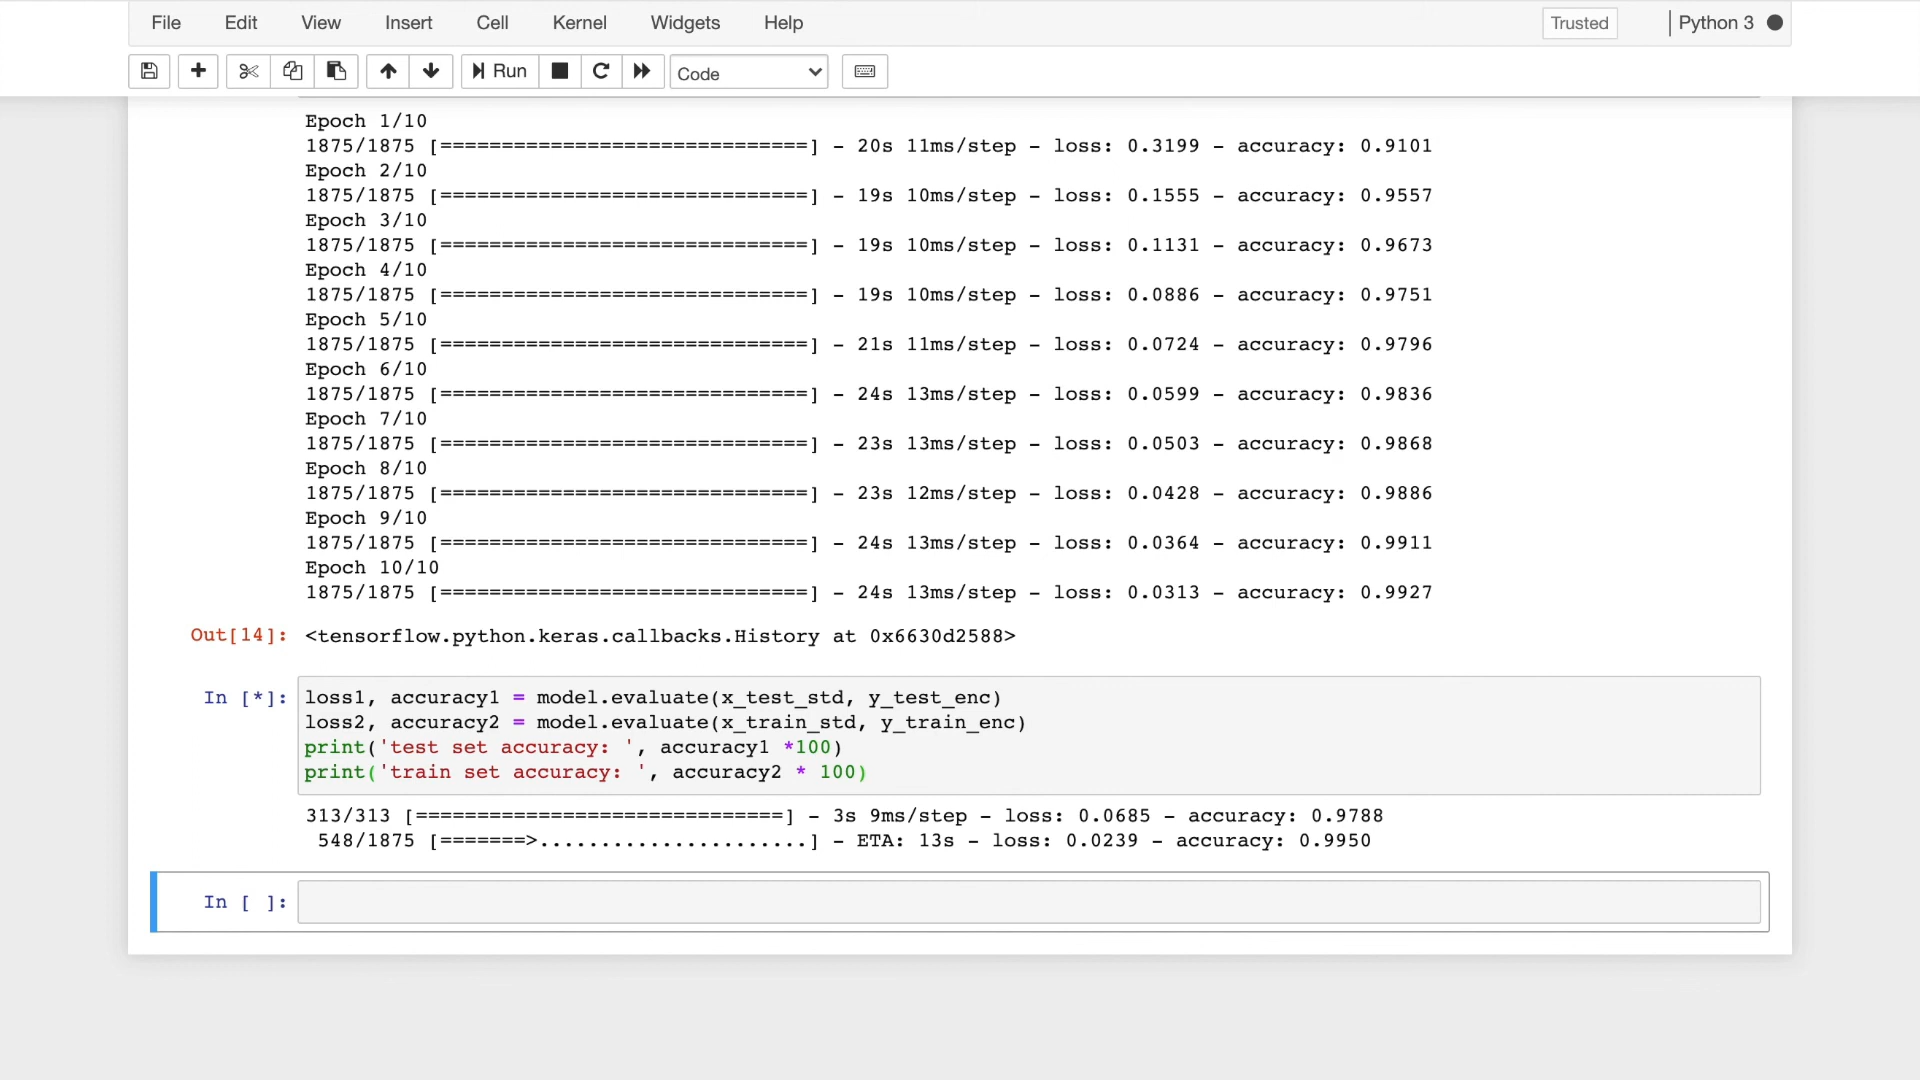 File Edit View Insert Cell Kernel Widgets Help Trusted Python 3
Run Code
Epoch 1/10
1875/1875 [==============================] - 20s 11ms/step - loss: 0.3199 - accuracy: 0.9101
Epoch 2/10
1875/1875 [==============================] - 19s 10ms/step - loss: 0.1555 - accuracy: 0.9557
Epoch 3/10
1875/1875 [==============================] - 19s 10ms/step - loss: 0.1131 - accuracy: 0.9673
Epoch 4/10
1875/1875 [==============================] - 19s 10ms/step - loss: 0.0886 - accuracy: 0.9751
Epoch 5/10
1875/1875 [==============================] - 21s 11ms/step - loss: 0.0724 - accuracy: 0.9796
Epoch 6/10
1875/1875 [==============================] - 24s 13ms/step - loss: 0.0599 - accuracy: 0.9836
Epoch 7/10
1875/1875 [==============================] - 23s 13ms/step - loss: 0.0503 - accuracy: 0.9868
Epoch 8/10
1875/1875 [==============================] - 23s 12ms/step - loss: 0.0428 - accuracy: 0.9886
Epoch 9/10
1875/1875 [==============================] - 24s 13ms/step - loss: 0.0364 - accuracy: 0.9911
Epoch 10/10
1875/1875 [==============================] - 24s 13ms/step - loss: 0.0313 - accuracy: 0.9927
Out[14]: <tensorflow.python.keras.callbacks.History at 0x6630d2588>
In [*]: loss1, accuracy1 = model.evaluate(x_test_std, y_test_enc)
loss2, accuracy2 = model.evaluate(x_train_std, y_train_enc)
print('test set accuracy: ', accuracy1 *100)
print('train set accuracy: ', accuracy2 * 100)
313/313 [==============================] - 3s 9ms/step - loss: 0.0685 - accuracy: 0.9788
548/1875 [=======>......................] - ETA: 13s - loss: 0.0239 - accuracy: 0.9950
In [ ]: